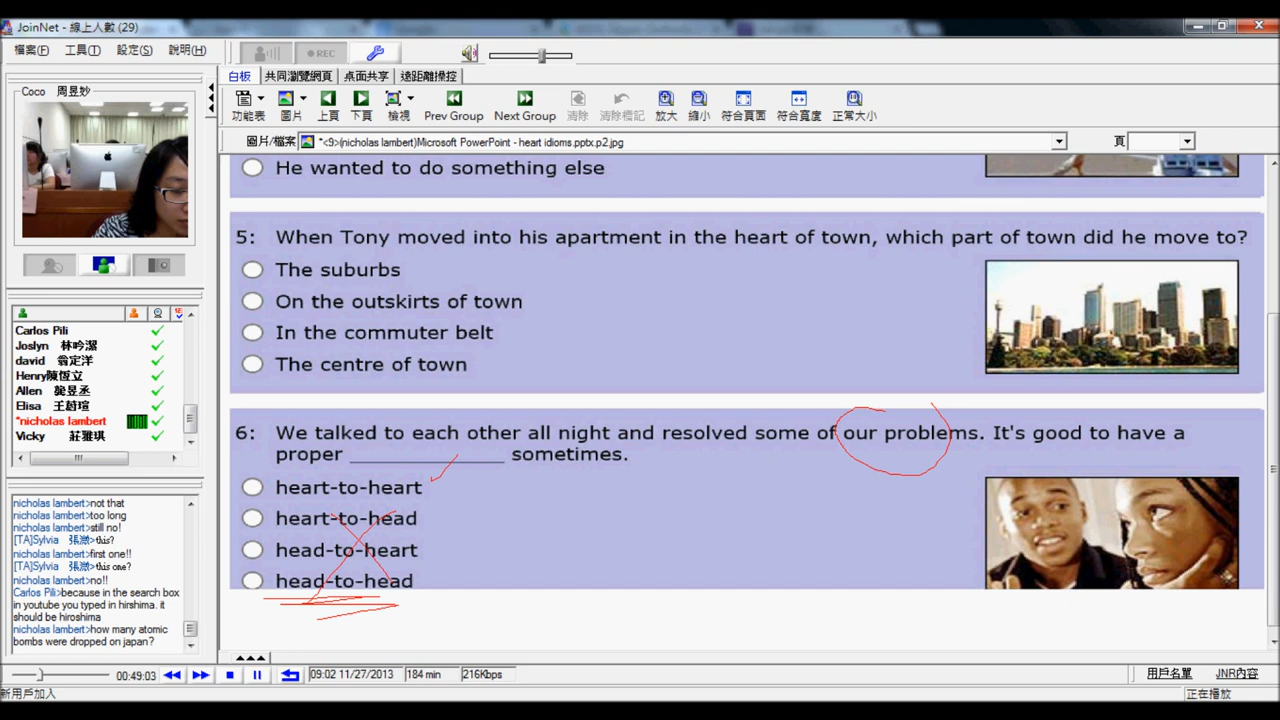 JoinNet - 線上人數 (29)
檔案(F) 工具(T) 設定(S) 說明(H)
REC
白板 共同瀏覽網頁 桌面共享 遠距離操控
功能表 圖片 上頁 下頁 檢視 Prev Group Next Group 清除 清除標記 放大 縮小 符合頁面 符合寬度 正常大小
圖片/檔案 *<9>(nicholas lambert)Microsoft PowerPoint - heart idioms.pptx.p2.jpg 頁
Coco 周昱妙
Carlos Pili
Joslyn 林吟潔
david 翁定洋
Henry陳恆立
Allen 龔昱丞
Elisa 王蒔瑄
*nicholas lambert
Vicky 莊雅琪
nicholas lambert>not that
nicholas lambert>too long
nicholas lambert>still no!
[TA]Sylvia 張漵>this?
nicholas lambert>first one!!
[TA]Sylvia 張漵>this one?
nicholas lambert>no!!
Carlos Pili>because in the search box
in youtube you typed in hirshima. it
should be hiroshima
nicholas lambert>how many atomic
bombs were dropped on japan?
He wanted to do something else
5: When Tony moved into his apartment in the heart of town, which part of town did he move to?
The suburbs
On the outskirts of town
In the commuter belt
The centre of town
6: We talked to each other all night and resolved some of our problems. It's good to have a
proper ______________ sometimes.
heart-to-heart
heart-to-head
head-to-heart
head-to-head
00:49:03 09:02 11/27/2013 184 min 216Kbps 用戶名單 JNR內容
新用戶加入 正在播放